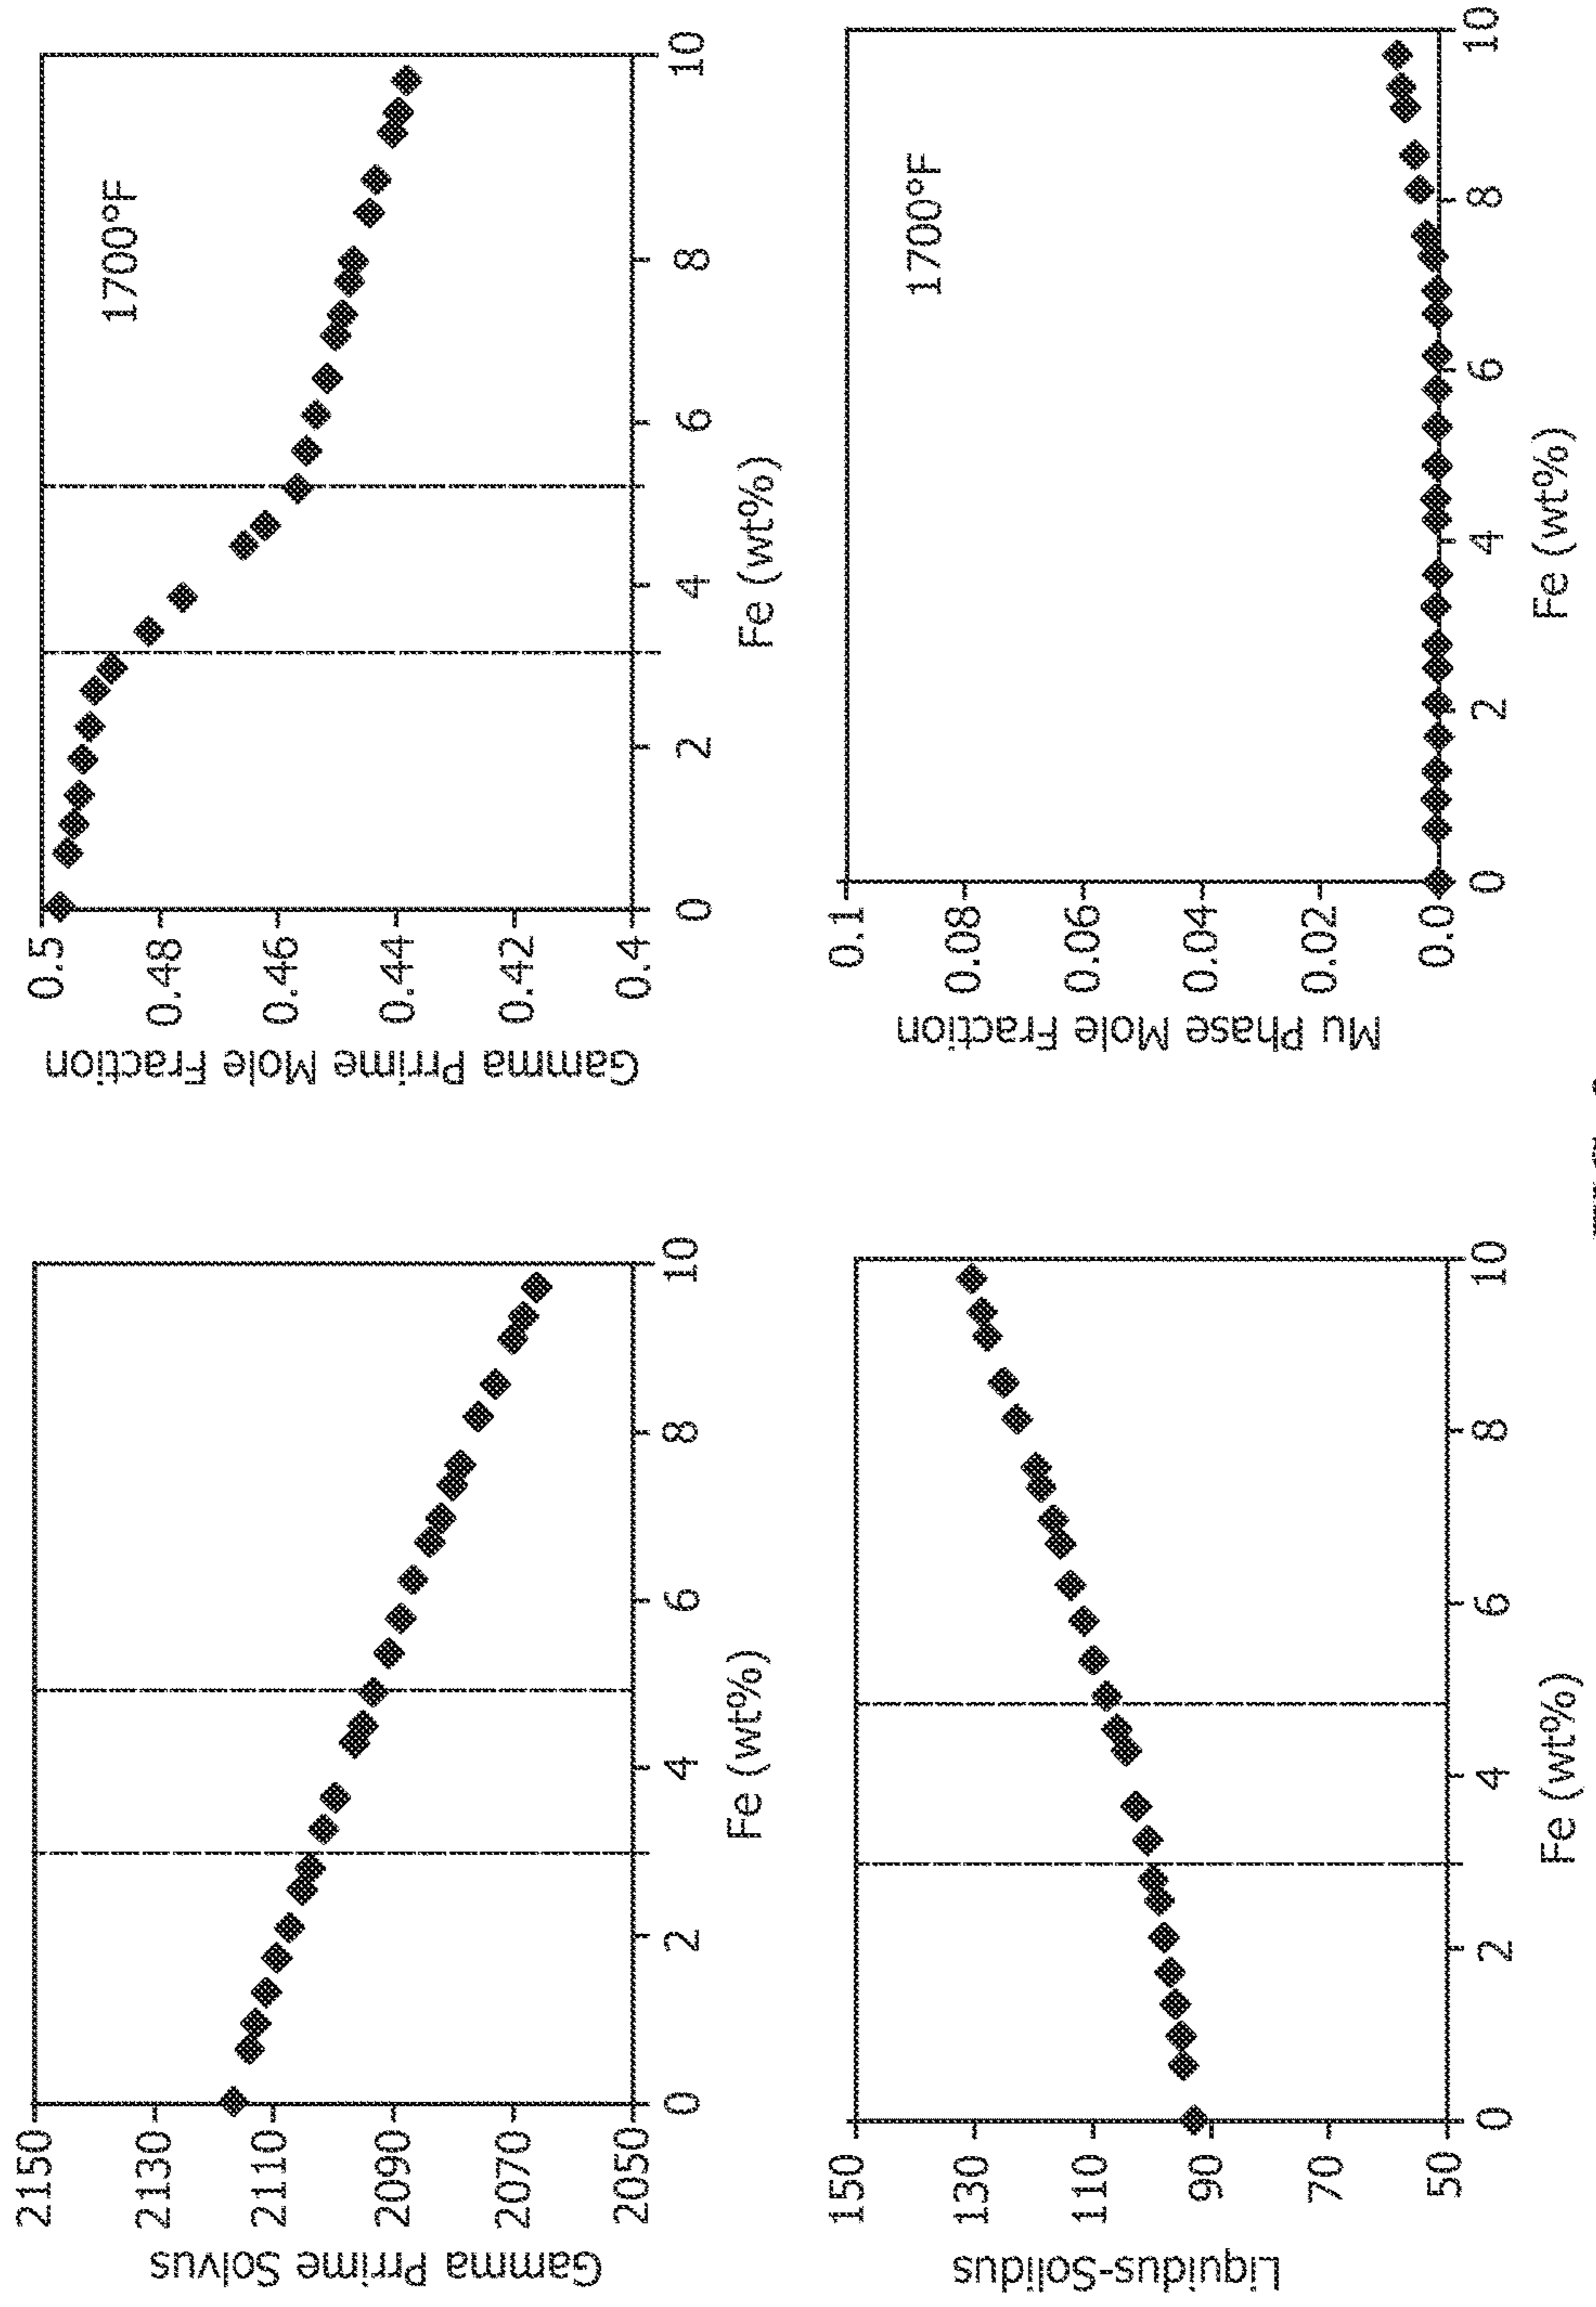 Gamma Prrime Solvus
2150
2130
2110
2090
2070
2050
0 2 4 6 8 10
Fe (wt%)
Gamma Prrime Mole Fraction
0.5
0.48
0.46
0.44
0.42
0.4
1700°F
0 2 4 6 8 10
Fe (wt%)
Liquidus-Solidus
150
130
110
90
70
50
0 2 4 6 8 10
Fe (wt%)
Mu Phase Mole Fraction
0.1
0.08
0.06
0.04
0.02
0.0
1700°F
0 2 4 6 8 10
Fe (wt%)